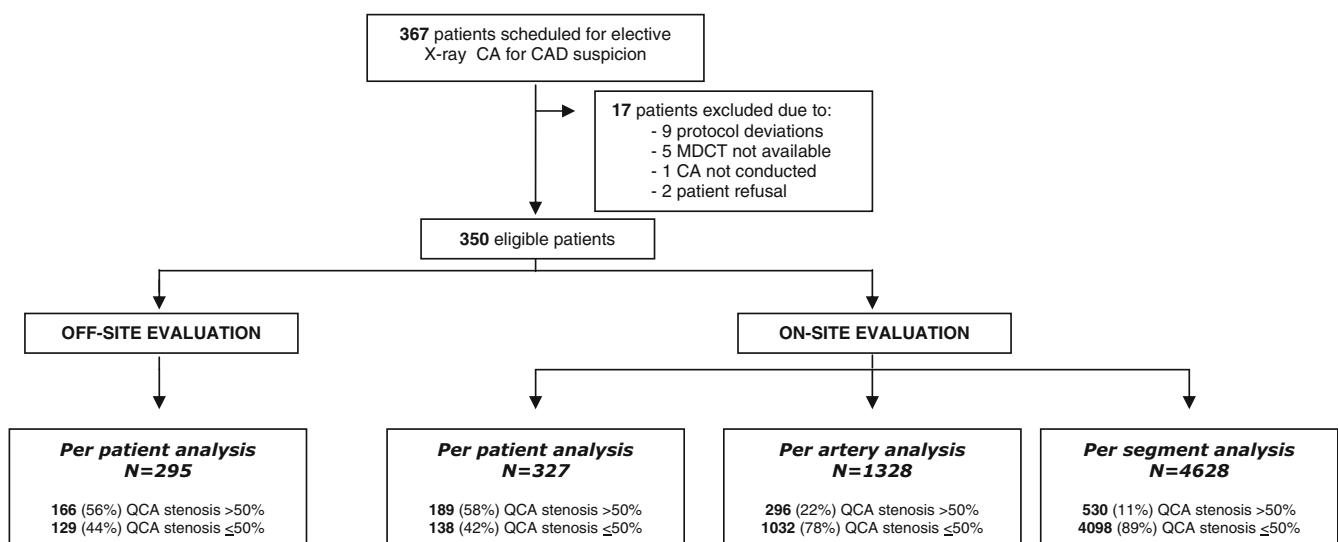 367 patients scheduled for elective
X-ray CA for CAD suspicion
17 patients excluded due to:
- 9 protocol deviations
- 5 MDCT not available
- 1 CA not conducted
- 2 patient refusal
350 eligible patients
OFF-SITE EVALUATION
ON-SITE EVALUATION
Per patient analysis
N=295
166 (56%) QCA stenosis >50%
129 (44%) QCA stenosis ≤50%
Per patient analysis
N=327
189 (58%) QCA stenosis >50%
138 (42%) QCA stenosis ≤50%
Per artery analysis
N=1328
296 (22%) QCA stenosis >50%
1032 (78%) QCA stenosis ≤50%
Per segment analysis
N=4628
530 (11%) QCA stenosis >50%
4098 (89%) QCA stenosis ≤50%